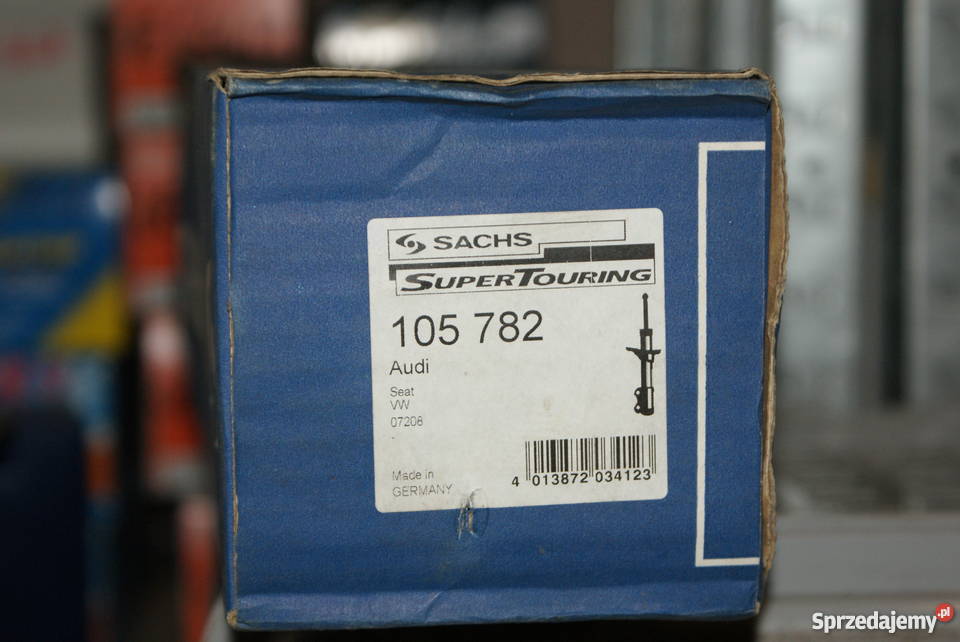 SACHS
SUPERTOURING
105 782
Audi
Seat
VW
07208
Made in
GERMANY
4 013872 034123
Sprzedajemy.pl